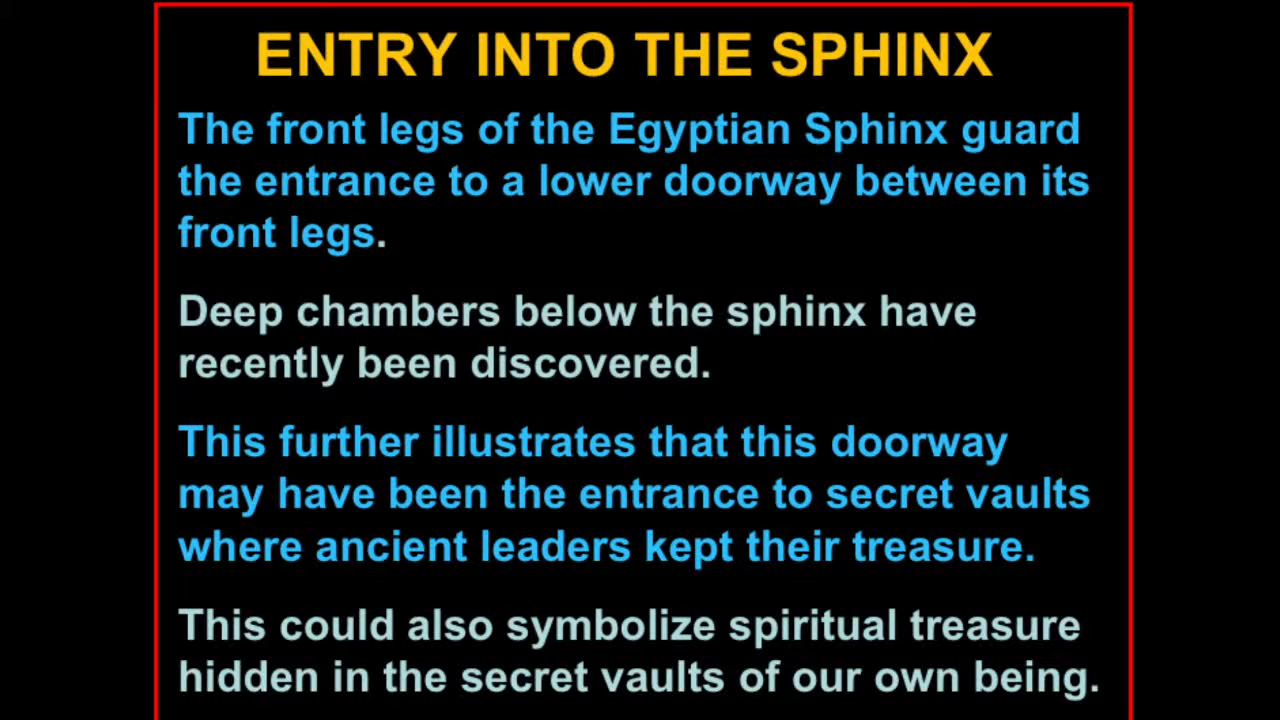 ENTRY INTO THE SPHINX
The front legs of the Egyptian Sphinx guard
the entrance to a lower doorway between its
front legs.
Deep chambers below the sphinx have
recently been discovered.
This further illustrates that this doorway
may have been the entrance to secret vaults
where ancient leaders kept their treasure.
This could also symbolize spiritual treasure
hidden in the secret vaults of our own being.